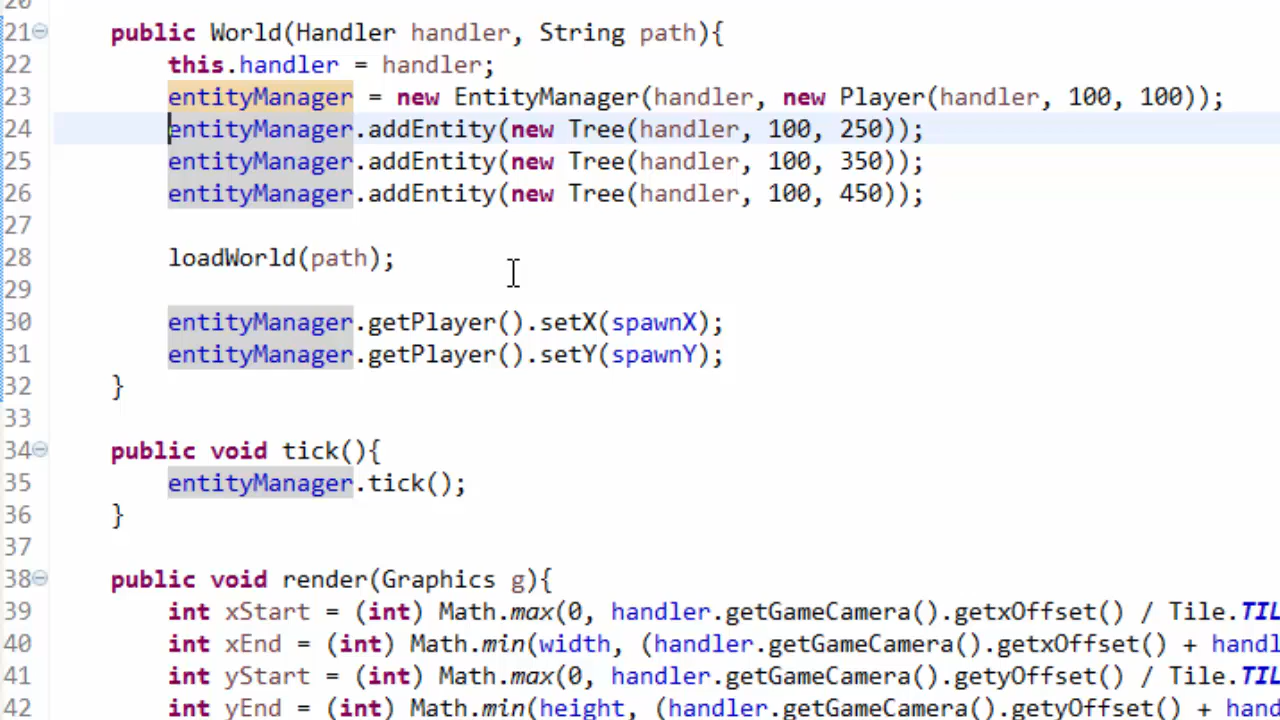 20
21 public World(Handler handler, String path){
22 this.handler = handler;
23 entityManager = new EntityManager(handler, new Player(handler, 100, 100));
24 entityManager.addEntity(new Tree(handler, 100, 250));
25 entityManager.addEntity(new Tree(handler, 100, 350));
26 entityManager.addEntity(new Tree(handler, 100, 450));
27
28 loadWorld(path);
29
30 entityManager.getPlayer().setX(spawnX);
31 entityManager.getPlayer().setY(spawnY);
32 }
33
34 public void tick(){
35 entityManager.tick();
36 }
37
38 public void render(Graphics g){
39 int xStart = (int) Math.max(0, handler.getGameCamera().getxOffset() / Tile.TIL
40 int xEnd = (int) Math.min(width, (handler.getGameCamera().getxOffset() + handl
41 int yStart = (int) Math.max(0, handler.getGameCamera().getyOffset() / Tile.TIL
42 int yEnd = (int) Math.min(height, (handler.getGameCamera().getyOffset() + hand